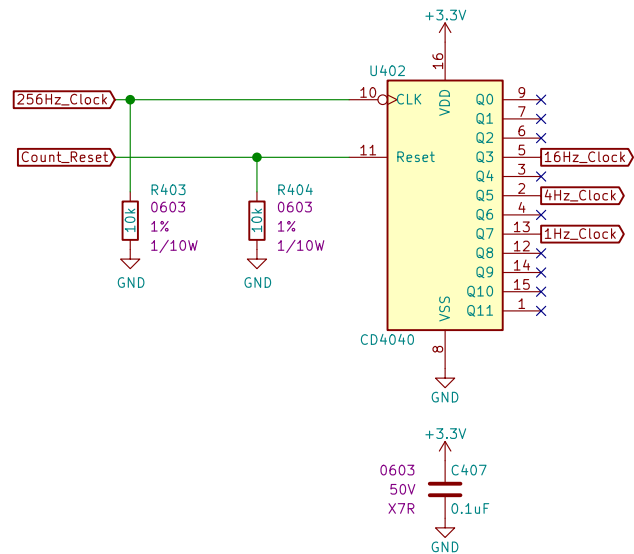 +3.3V
U402
16
256Hz_Clock
10
CLK
VDD
Q0
9
Q1
7
Q2
6
Count_Reset
11
Reset
Q3
5
16Hz_Clock
Q4
3
Q5
2
4Hz_Clock
Q6
4
Q7
13
1Hz_Clock
Q8
12
Q9
14
Q10
15
Q11
1
R403
0603
10k
1%
1/10W
GND
R404
0603
10k
1%
1/10W
GND
VSS
CD4040
8
GND
+3.3V
0603
C407
50V
X7R
0.1uF
GND